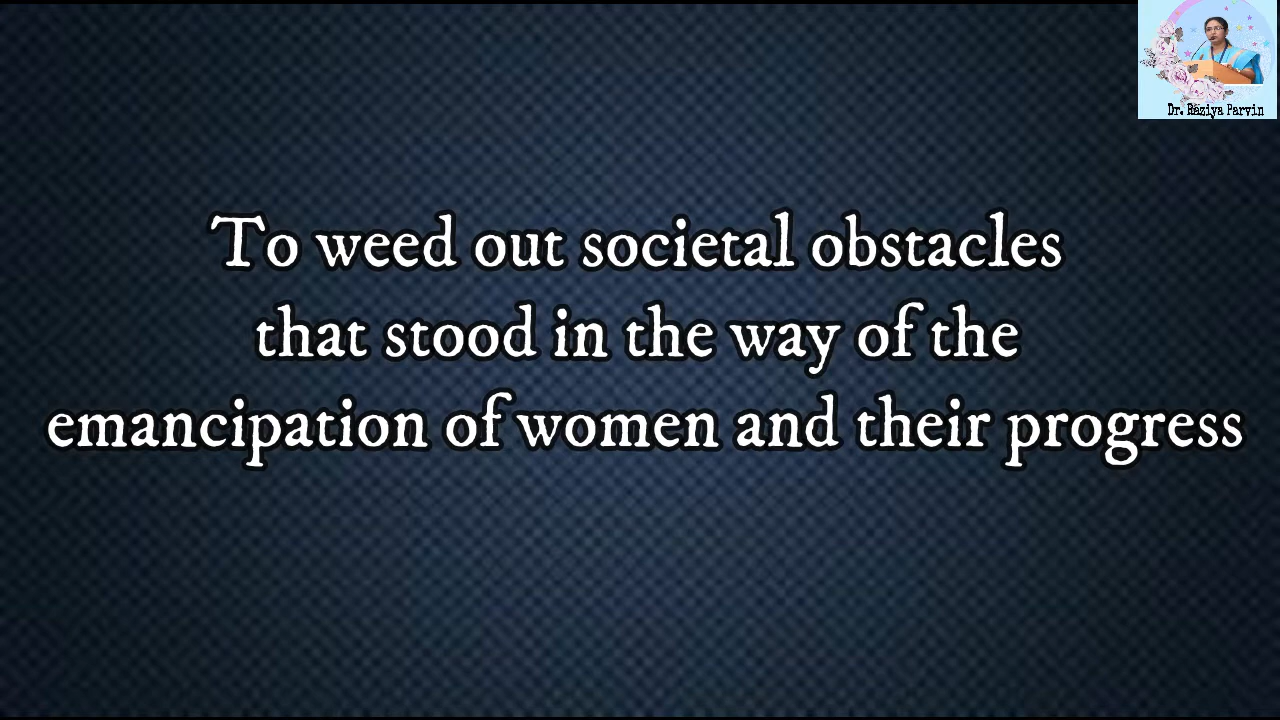 Dr. Raziya Parvin
To weed out societal obstacles
that stood in the way of the
emancipation of women and their progress